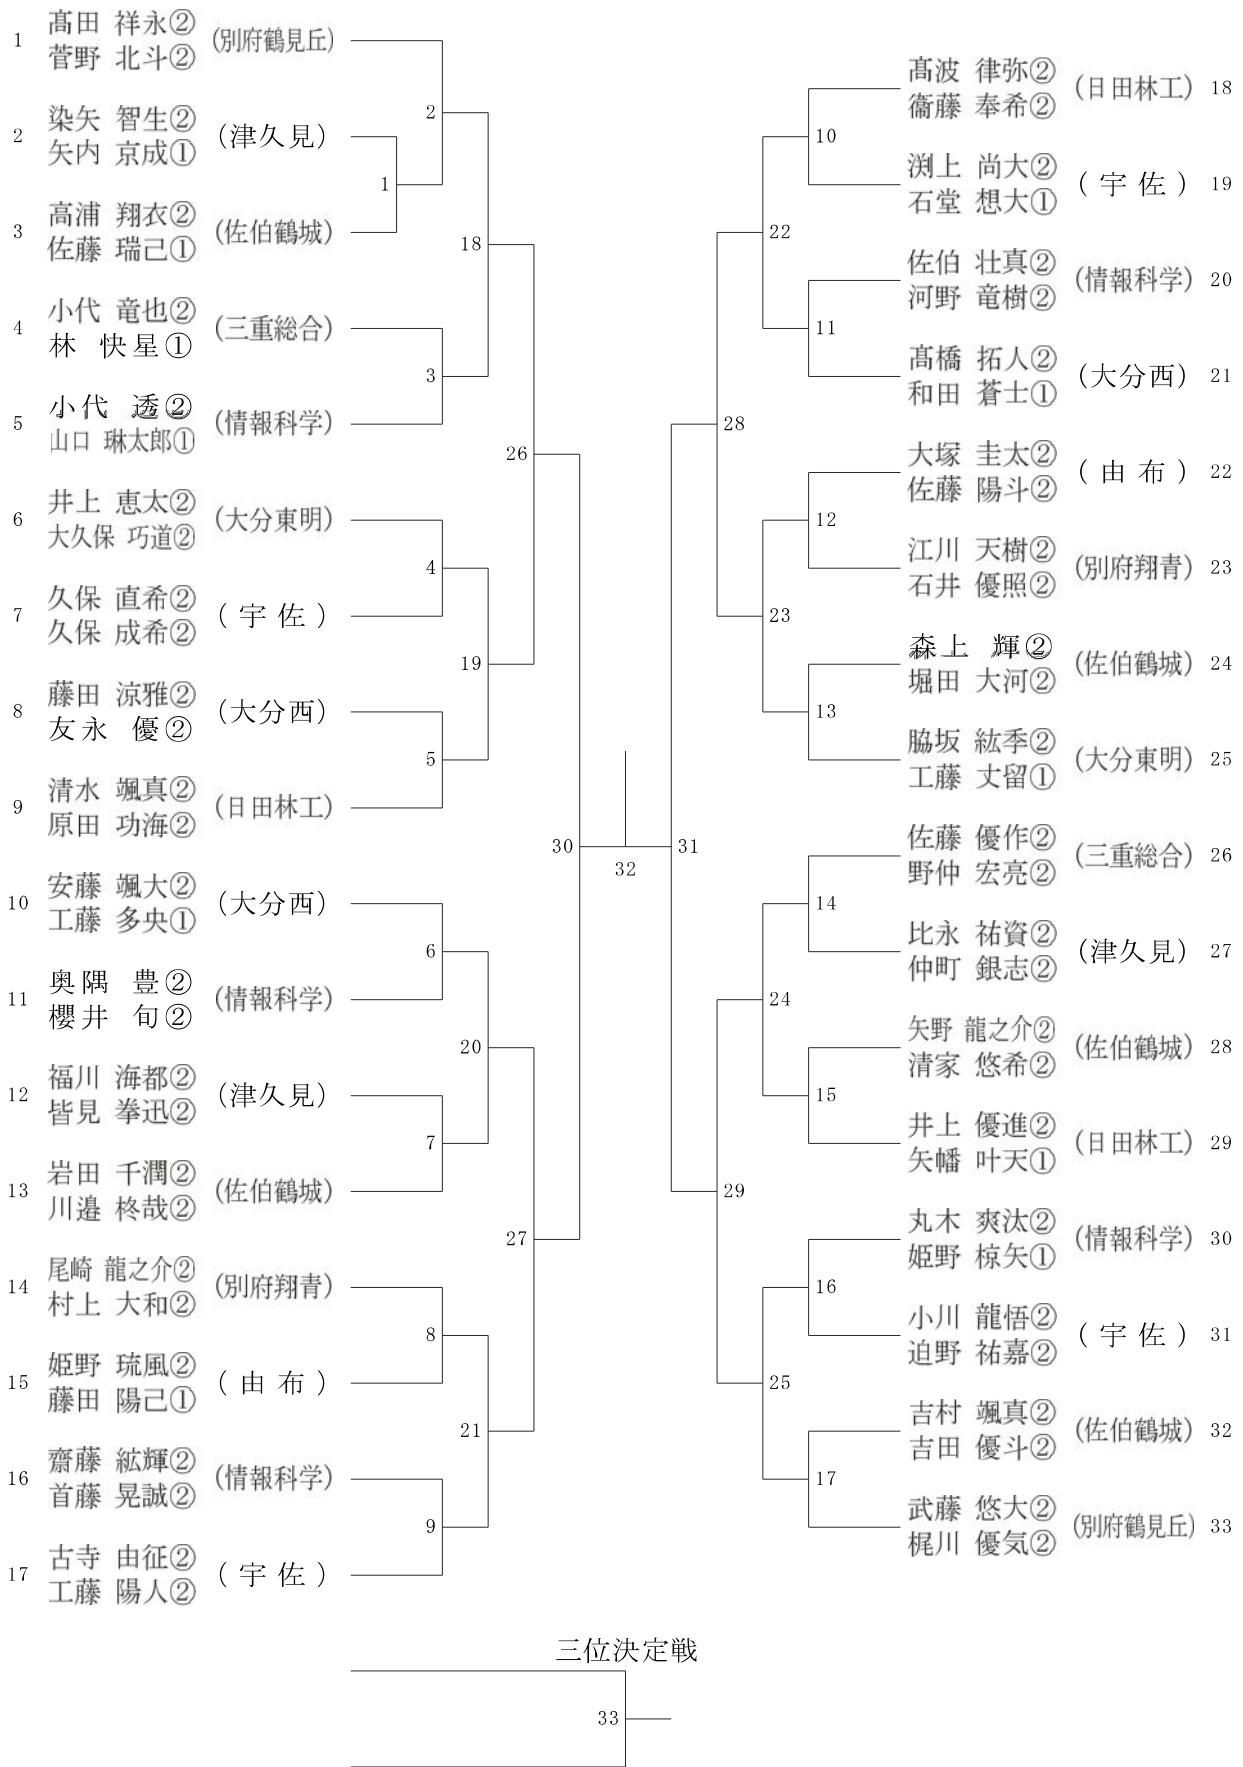 1 髙田 祥永② (別府鶴見丘)
菅野 北斗②
2 染矢 智生② (津久見)
矢内 京成①
3 高浦 翔衣② (佐伯鶴城)
佐藤 瑞己①
4 小代 竜也② (三重総合)
林 快星①
5 小代 透② (情報科学)
山口 琳太郎①
6 井上 恵太② (大分東明)
大久保 巧道②
7 久保 直希② (宇佐)
久保 成希②
8 藤田 涼雅② (大分西)
友永 優②
9 清水 颯真② (日田林工)
原田 功海②
10 安藤 颯大② (大分西)
工藤 多央①
11 奥隅 豊② (情報科学)
櫻井 旬②
12 福川 海都② (津久見)
皆見 拳迅②
13 岩田 千潤② (佐伯鶴城)
川邉 柊哉②
14 尾崎 龍之介② (別府翔青)
村上 大和②
15 姫野 琉風② (由布)
藤田 陽己①
16 齋藤 絋輝② (情報科学)
首藤 晃誠②
17 古寺 由征② (宇佐)
工藤 陽人②
1
2
3
4
5
6
7
8
9
18
19
20
21
26
27
30
32
31
28
29
22
23
24
25
10
11
12
13
14
15
16
17
髙波 律弥② (日田林工) 18
衞藤 奉希②
渕上 尚大② (宇佐) 19
石堂 想大①
佐伯 壮真② (情報科学) 20
河野 竜樹②
髙橋 拓人② (大分西) 21
和田 蒼士①
大塚 圭太② (由布) 22
佐藤 陽斗②
江川 天樹② (別府翔青) 23
石井 優照②
森上 輝② (佐伯鶴城) 24
堀田 大河②
脇坂 紘季② (大分東明) 25
工藤 丈留①
佐藤 優作② (三重総合) 26
野仲 宏亮②
比永 祐資② (津久見) 27
仲町 銀志②
矢野 龍之介② (佐伯鶴城) 28
清家 悠希②
井上 優進② (日田林工) 29
矢幡 叶天①
丸木 爽汰② (情報科学) 30
姫野 椋矢①
小川 龍悟② (宇佐) 31
迫野 祐嘉②
吉村 颯真② (佐伯鶴城) 32
吉田 優斗②
武藤 悠大② (別府鶴見丘) 33
梶川 優気②
三位決定戦
33